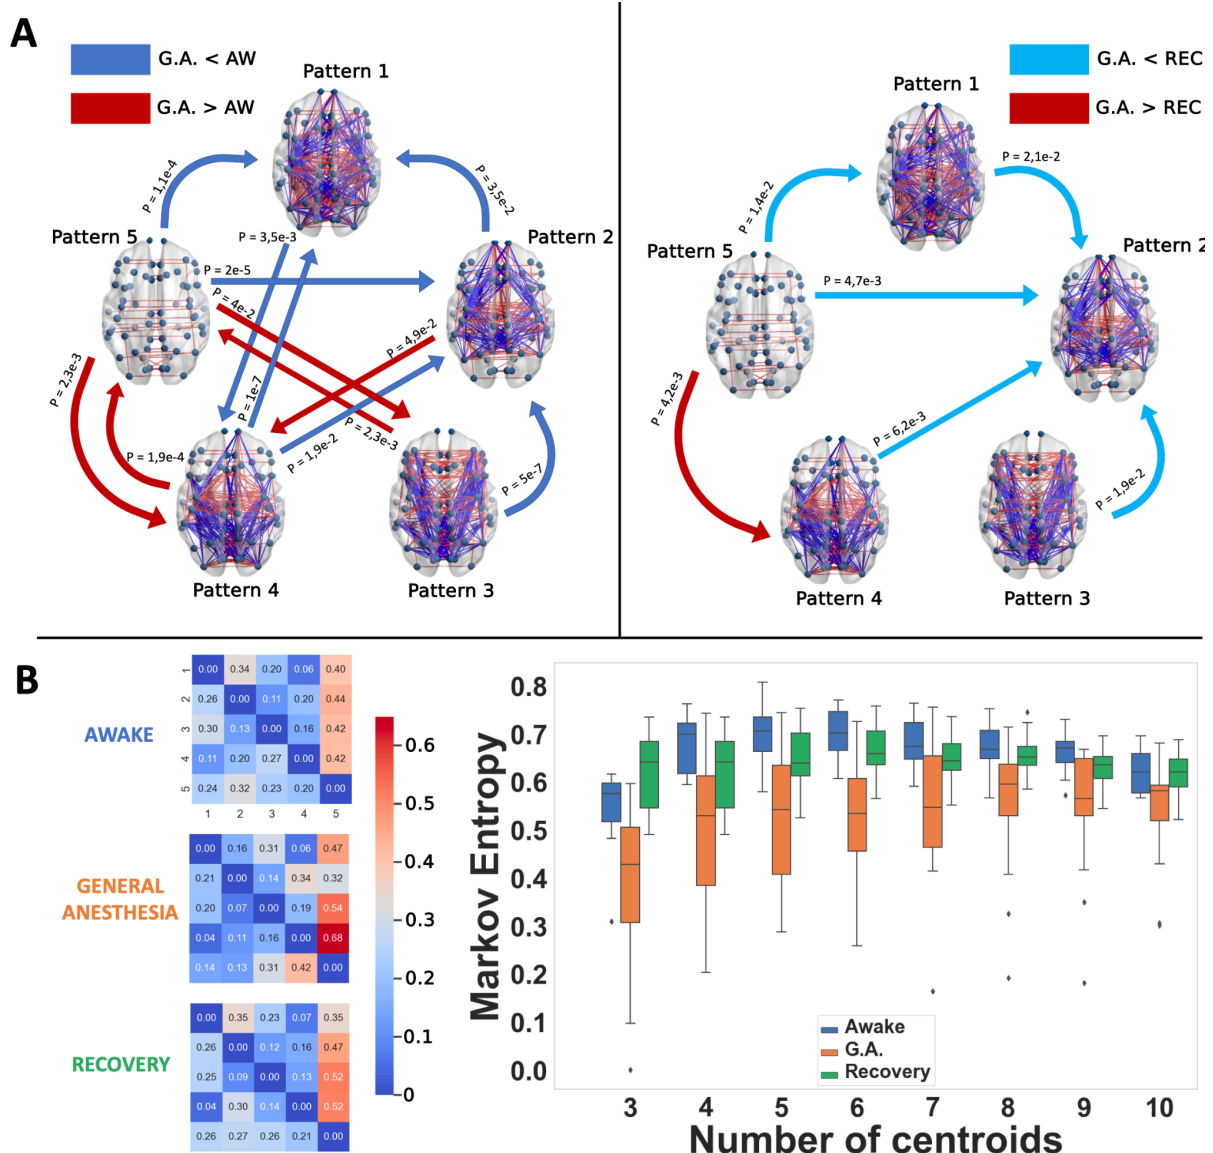 A
G.A. < AW
G.A. > AW
Pattern 1
Pattern 5
Pattern 2
Pattern 4
Pattern 3
P = 1,1e-4
P = 3,5e-2
P = 3,5e-3
P = 2e-5
P = 4e-2
P = 4,9e-2
P = 2,3e-3
P = 1e-7
P = 1,9e-4
P = 1,9e-2
P = 2,3e-3
P = 5e-7
G.A. < REC
G.A. > REC
Pattern 1
Pattern 5
Pattern 2
Pattern 4
Pattern 3
P = 1,4e-2
P = 2,1e-2
P = 4,7e-3
P = 4,2e-3
P = 6,2e-3
P = 1,9e-2
B
AWAKE
1 0.00 0.34 0.20 0.06 0.40
2 0.26 0.00 0.11 0.20 0.44
3 0.30 0.13 0.00 0.16 0.42
4 0.11 0.20 0.27 0.00 0.42
5 0.24 0.32 0.23 0.20 0.00
1 2 3 4 5
GENERAL
ANESTHESIA
0.00 0.16 0.31 0.06 0.47
0.21 0.00 0.14 0.34 0.32
0.20 0.07 0.00 0.19 0.54
0.04 0.11 0.16 0.00 0.68
0.14 0.13 0.31 0.42 0.00
RECOVERY
0.00 0.35 0.23 0.07 0.35
0.26 0.00 0.12 0.16 0.47
0.25 0.09 0.00 0.13 0.52
0.04 0.30 0.14 0.00 0.52
0.26 0.27 0.26 0.21 0.00
0.6
0.5
0.4
0.3
0.2
0.1
0
Markov Entropy
0.8
0.7
0.6
0.5
0.4
0.3
0.2
0.1
0.0
Awake
G.A.
Recovery
3 4 5 6 7 8 9 10
Number of centroids